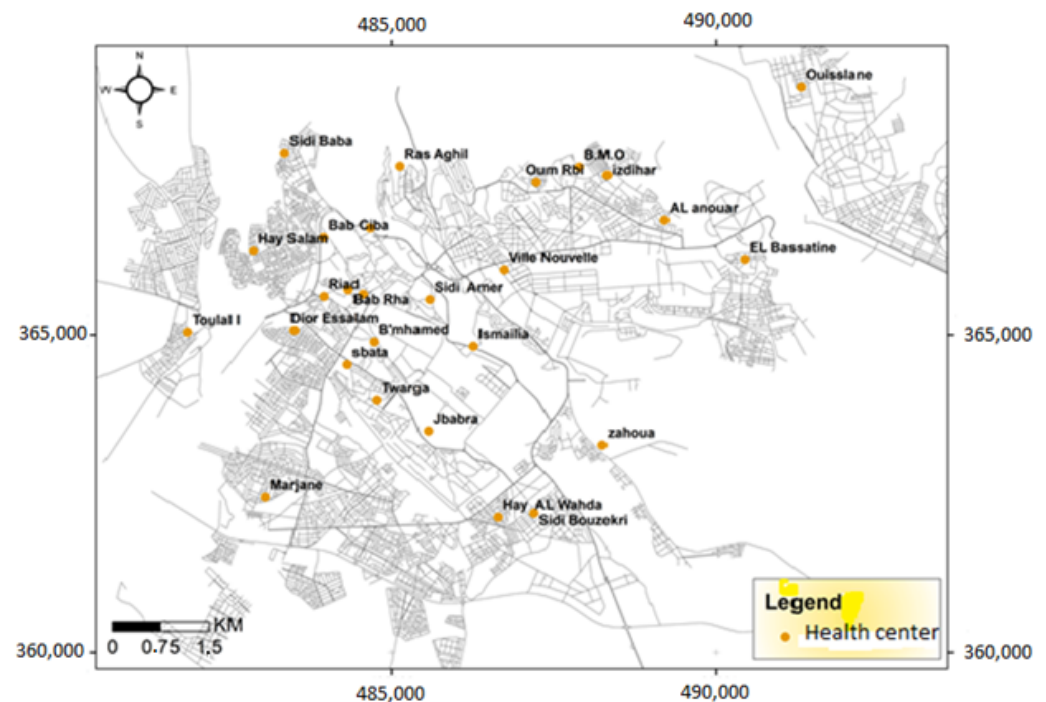 485,000 490,000
N
W E
S
Ouisslane
Sidi Baba
Ras Aghil
B.M.O
Oum Rbi izdihar
AL anouar
Bab Ciba
Hay Salam
EL Bassatine
Ville Nouvelle
Riad
Sidi Amer
Bab Rha
Dior Essalam
Toulal I
B'mhamed
Ismailia
365,000 365,000
sbata
Twarga
Jbabra
zahoua
Marjane
Hay AL Wahda
Sidi Bouzekri
Legend
Health center
KM
0 0.75 1.5
360,000 360,000
485,000 490,000